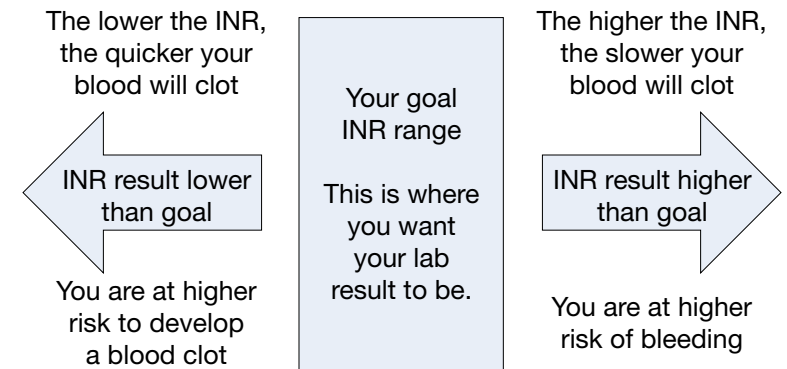 The lower the INR,
the quicker your
blood will clot
INR result lower
than goal
You are at higher
risk to develop
a blood clot
Your goal
INR range
This is where
you want
your lab
result to be.
The higher the INR,
the slower your
blood will clot
INR result higher
than goal
You are at higher
risk of bleeding